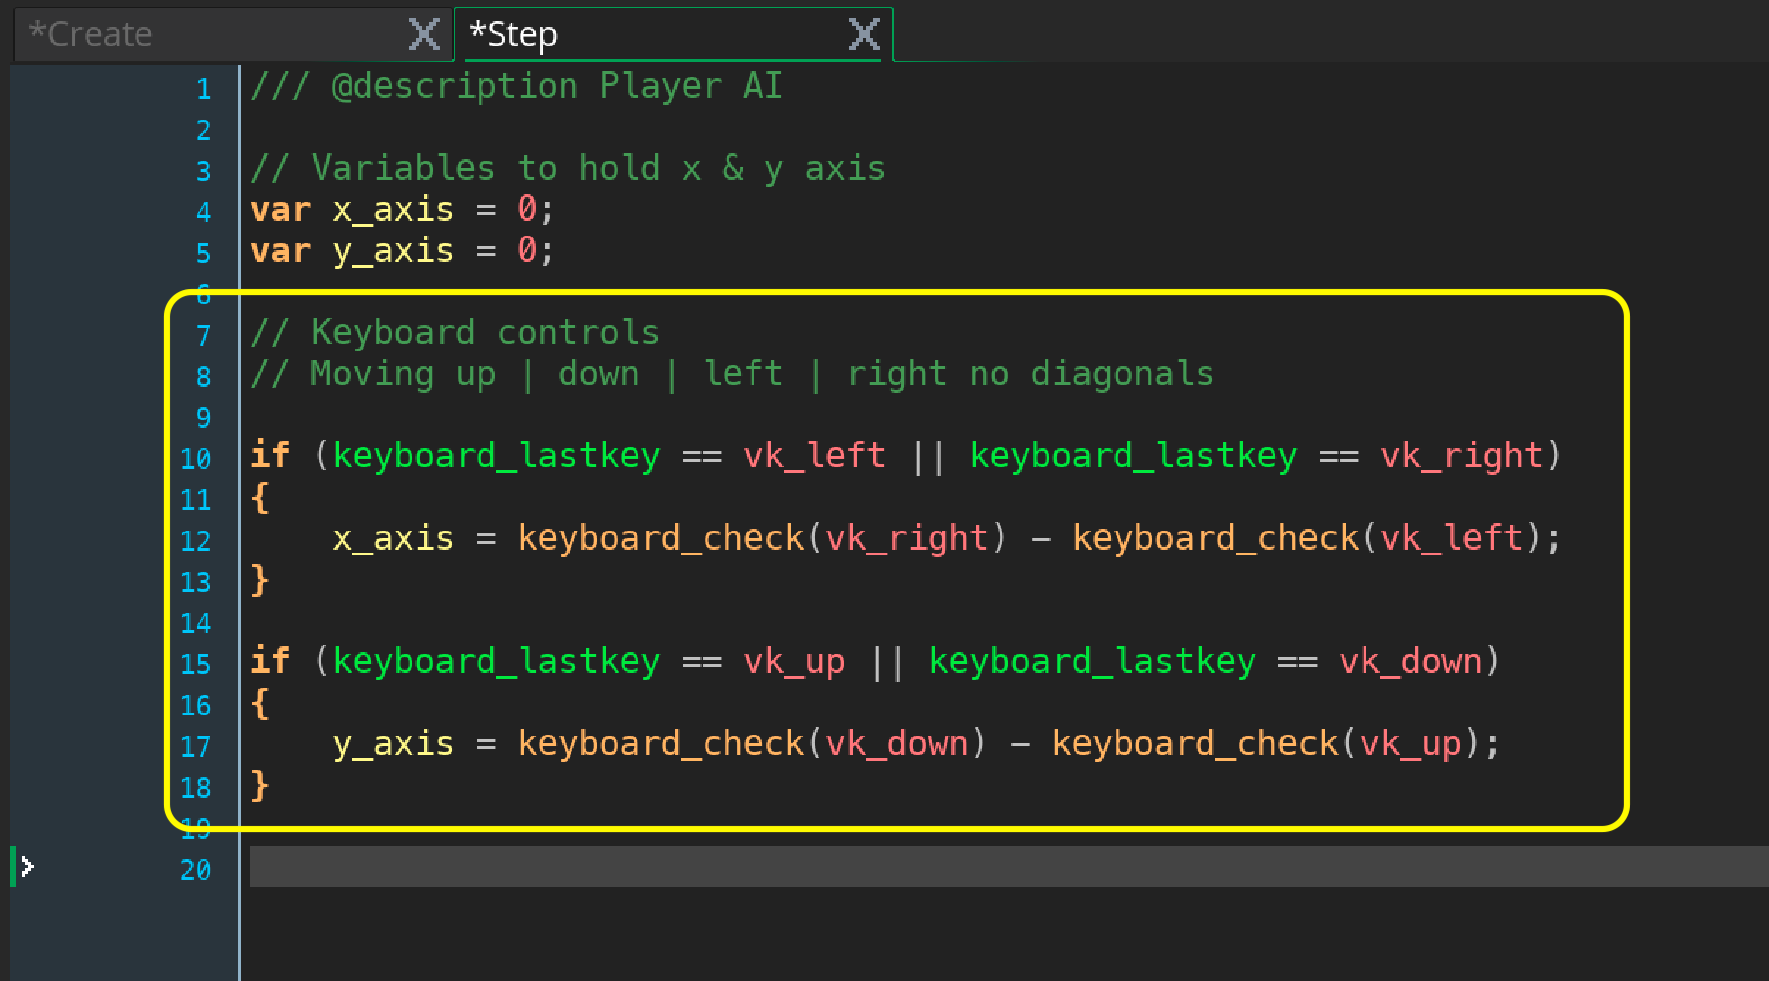 *Create X *Step X
1 /// @description Player AI
2
3 // Variables to hold x & y axis
4 var x_axis = 0;
5 var y_axis = 0;
6
7 // Keyboard controls
8 // Moving up | down | left | right no diagonals
9
10 if (keyboard_lastkey == vk_left || keyboard_lastkey == vk_right)
11 {
12     x_axis = keyboard_check(vk_right) - keyboard_check(vk_left);
13 }
14
15 if (keyboard_lastkey == vk_up || keyboard_lastkey == vk_down)
16 {
17     y_axis = keyboard_check(vk_down) - keyboard_check(vk_up);
18 }
19
20